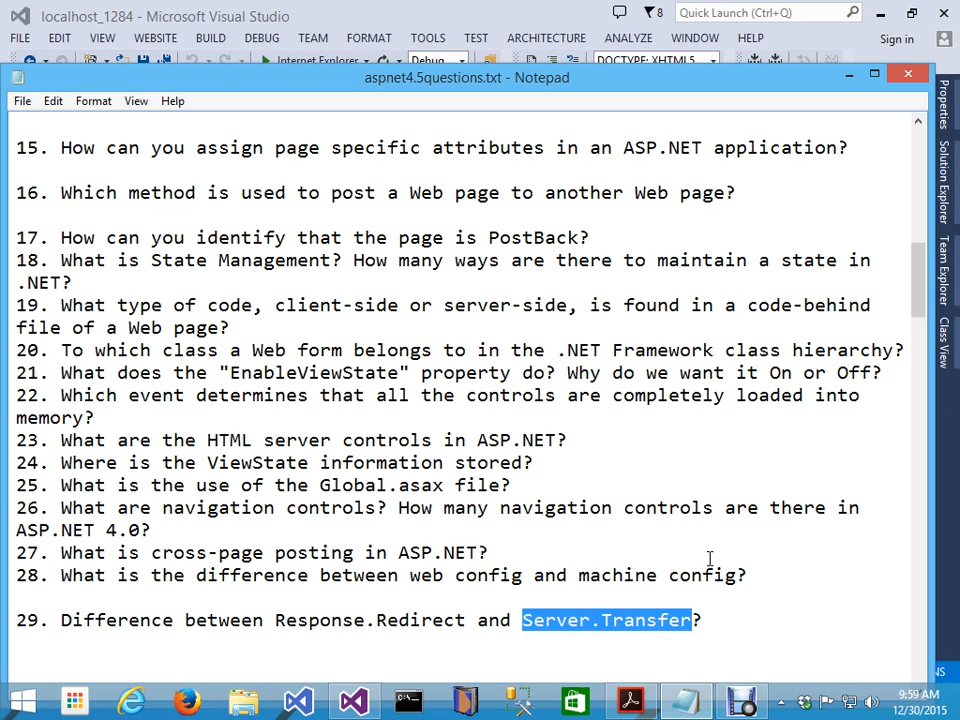 localhost_1284 - Microsoft Visual Studio
8
Quick Launch (Ctrl+Q)
FILE EDIT VIEW WEBSITE BUILD DEBUG TEAM FORMAT TOOLS TEST ARCHITECTURE ANALYZE WINDOW HELP
Sign in
Internet Explorer Debug DOCTYPE: XHTML5
aspnet4.5questions.txt - Notepad
File Edit Format View Help
15. How can you assign page specific attributes in an ASP.NET application?
16. Which method is used to post a Web page to another Web page?
17. How can you identify that the page is PostBack?
18. What is State Management? How many ways are there to maintain a state in
.NET?
19. What type of code, client-side or server-side, is found in a code-behind
file of a Web page?
20. To which class a Web form belongs to in the .NET Framework class hierarchy?
21. What does the "EnableViewState" property do? Why do we want it On or Off?
22. Which event determines that all the controls are completely loaded into
memory?
23. What are the HTML server controls in ASP.NET?
24. Where is the ViewState information stored?
25. What is the use of the Global.asax file?
26. What are navigation controls? How many navigation controls are there in
ASP.NET 4.0?
27. What is cross-page posting in ASP.NET?
28. What is the difference between web config and machine config?
29. Difference between Response.Redirect and Server.Transfer?
Properties
Solution Explorer
Team Explorer
Class View
NS
9:59 AM
12/30/2015